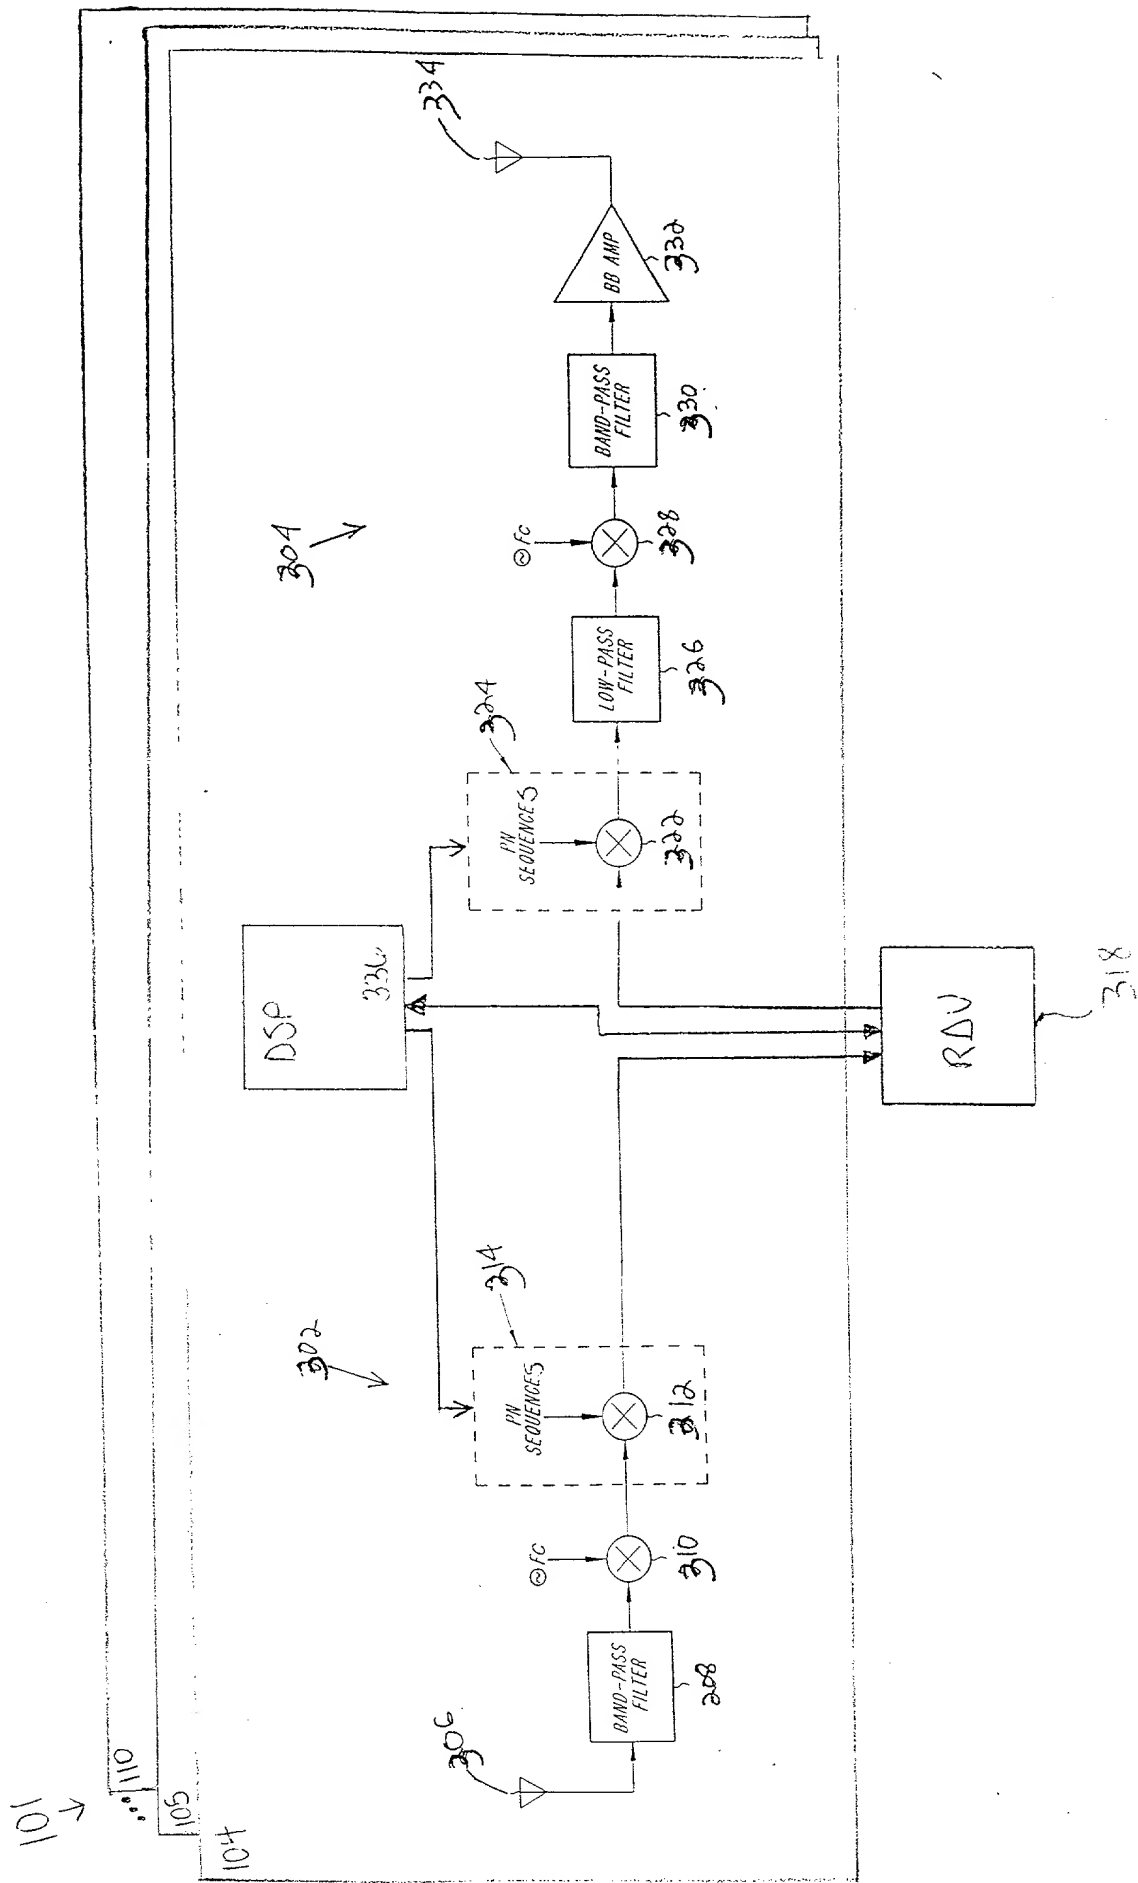 101
110
105
104
302
304
306
BAND-PASS
FILTER
208
FC
310
PN
SEQUENCES
312
314
DSP
336
RDU
318
PN
SEQUENCES
322
324
LOW-PASS
FILTER
326
FC
328
BAND-PASS
FILTER
330
BB AMP
332
334